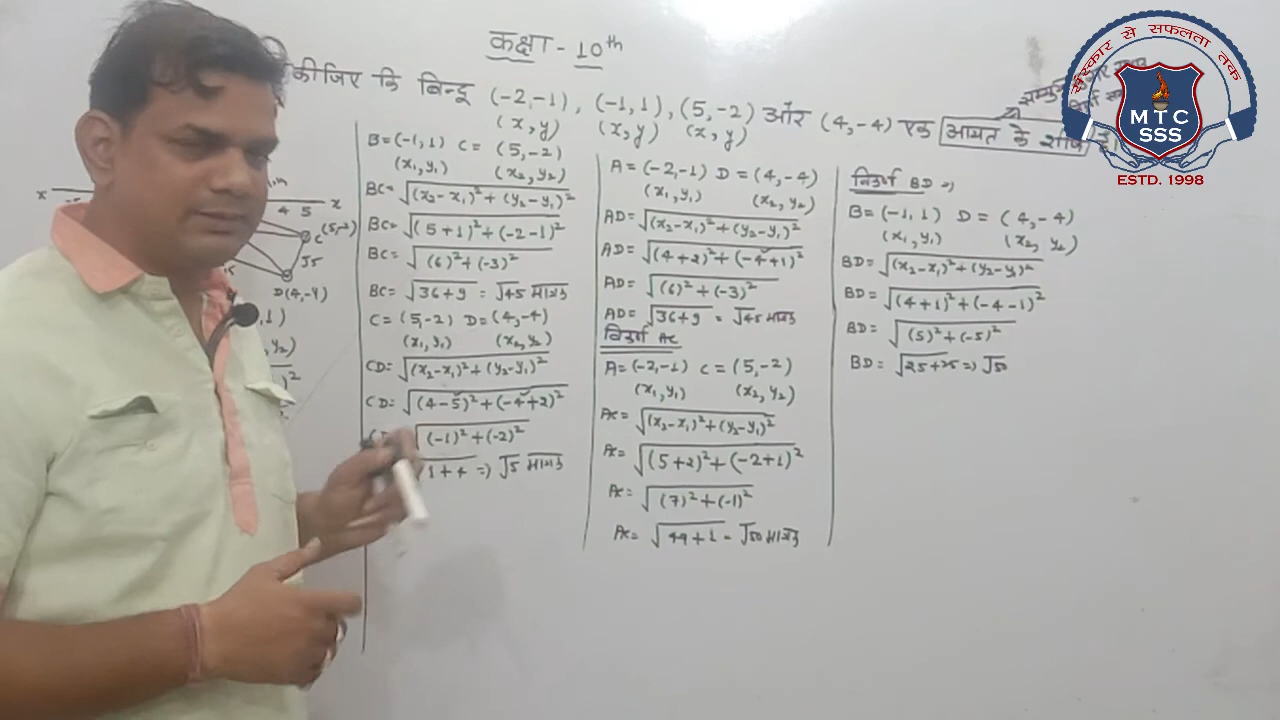 कक्षा - 10th
कीजिए कि बिन्दू (-2,-1), (-1,1), (5,-2) और (4,-4) एक आयत के शीर्ष है।
(x,y) (x,y) (x,y)
x x
4 5
C (5,-2)
√5
D(4,-4)
B=(-1,1) C=(5,-2)
(x₁,y₁) (x₂,y₂)
BC=√(x₂-x₁)²+(y₂-y₁)²
BC=√(5+1)²+(-2-1)²
BC=√(6)²+(-3)²
BC=√36+9 = √45 मात्रक
C=(5,-2) D=(4,-4)
(x₁,y₁) (x₂,y₂)
CD=√(x₂-x₁)²+(y₂-y₁)²
CD=√(4-5)²+(-4+2)²
√(-1)²+(-2)²
1+4 =) √5 मात्रक
A=(-2,-1) D=(4,-4)
(x₁,y₁) (x₂,y₂)
AD=√(x₂-x₁)²+(y₂-y₁)²
AD=√(4+2)²+(-4+1)²
AD=√(6)²+(-3)²
AD=√36+9 = √45 मात्रक
विकर्ण AC
A=(-2,-1) C=(5,-2)
(x₁,y₁) (x₂,y₂)
AC=√(x₂-x₁)²+(y₂-y₁)²
AC=√(5+2)²+(-2+1)²
AC=√(7)²+(-1)²
AC=√49+1 = √50 मात्रक
विकर्ण BD =)
B=(-1,1) D=(4,-4)
(x₁,y₁) (x₂,y₂)
BD=√(x₂-x₁)²+(y₂-y₁)²
BD=√(4+1)²+(-4-1)²
BD=√(5)²+(-5)²
BD=√25+25 =) √50
संस्कार से सफलता तक
MTC
SSS
ESTD. 1998